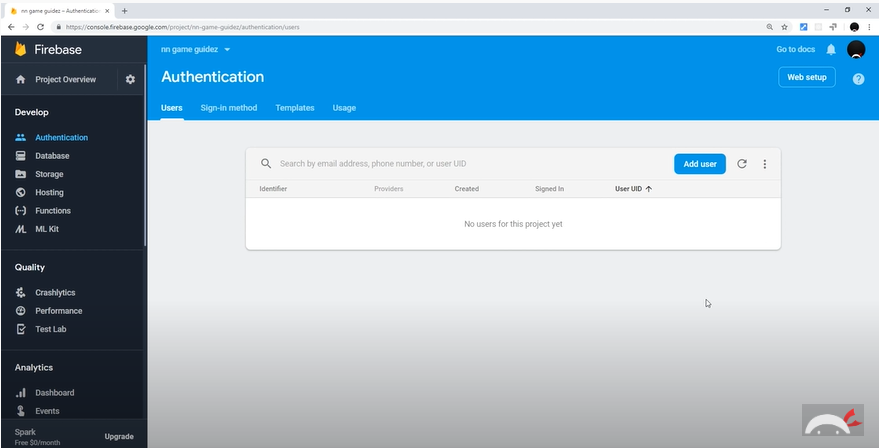 nn game guidez - Authenticatio
https://console.firebase.google.com/project/nn-game-guidez/authentication/users
Firebase
nn game guidez
Go to docs
Project Overview
Authentication
Web setup
Users
Sign-in method
Templates
Usage
Develop
Authentication
Database
Storage
Hosting
Functions
ML Kit
Quality
Crashlytics
Performance
Test Lab
Analytics
Dashboard
Events
Spark
Free $0/month
Upgrade
Search by email address, phone number, or user UID
Add user
Identifier
Providers
Created
Signed In
User UID
No users for this project yet